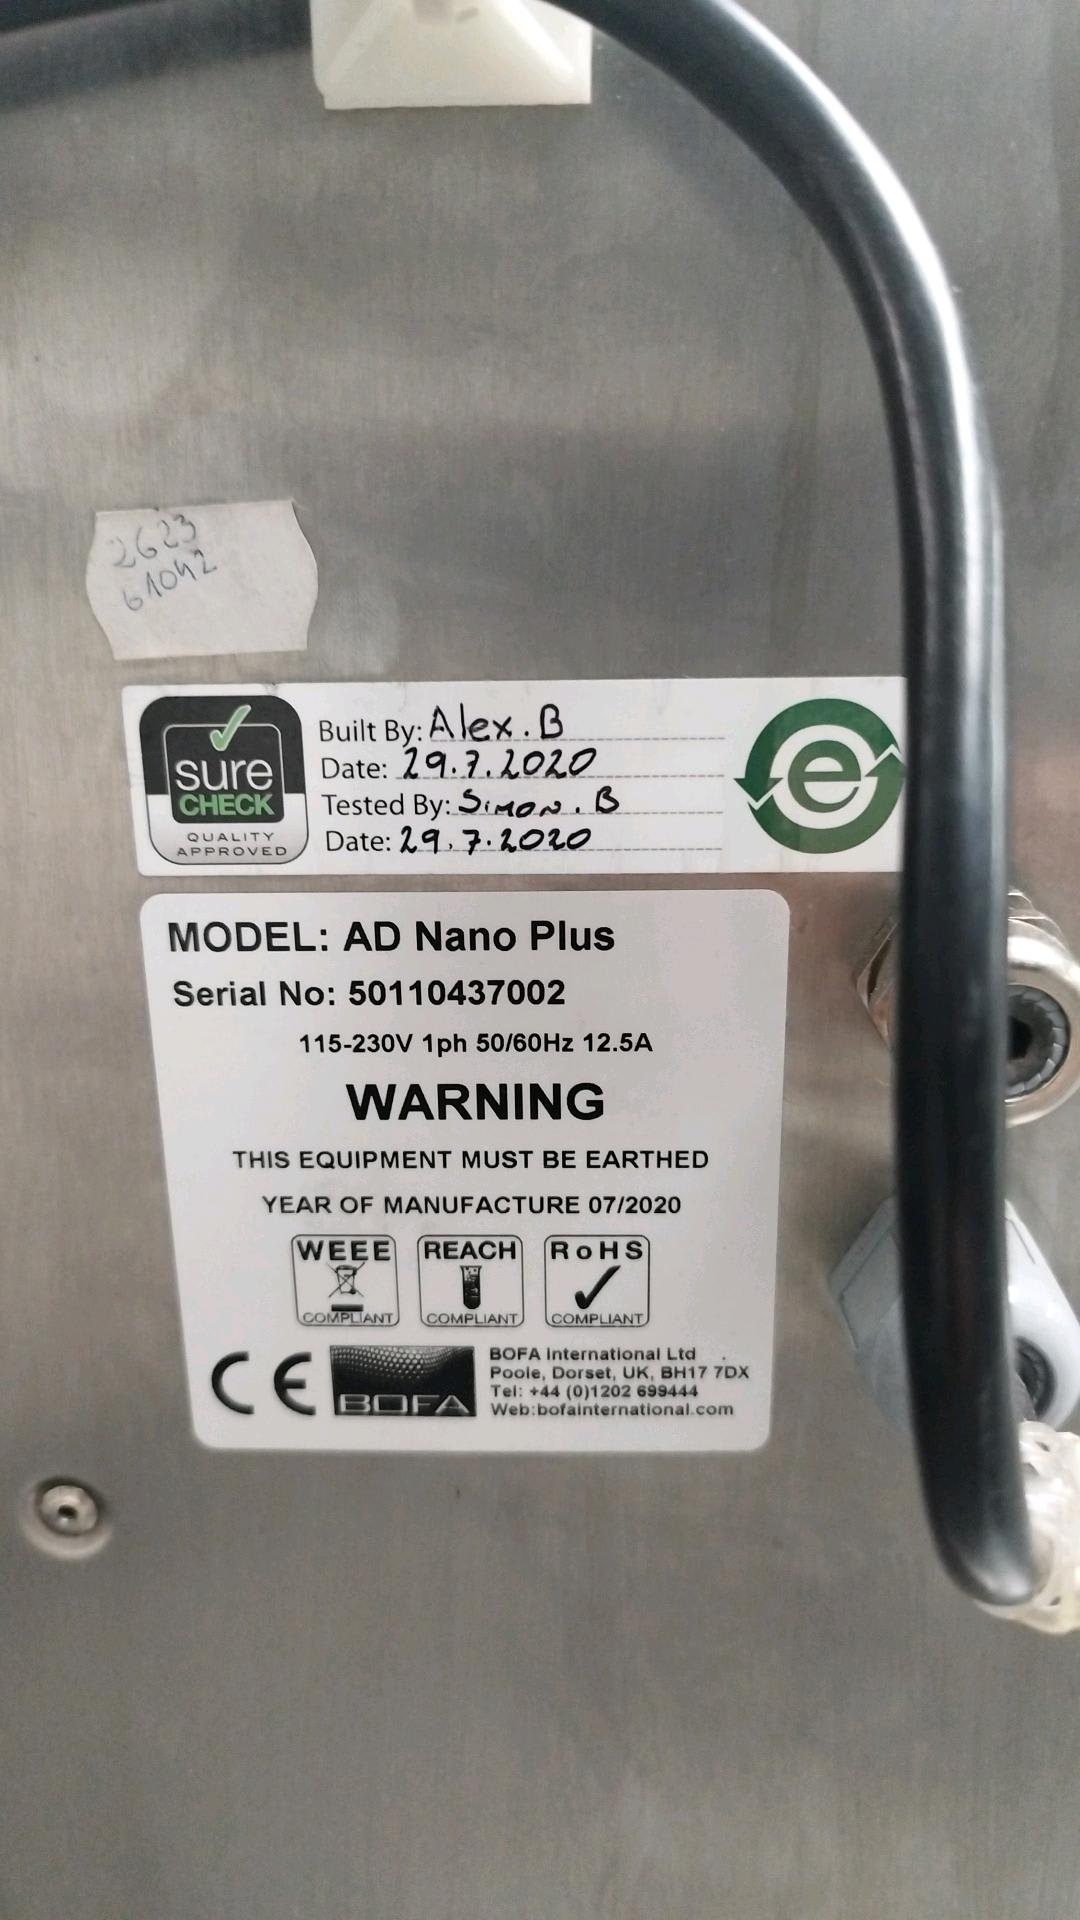 2623
61042
sure
CHECK
QUALITY
APPROVED
Built By: Alex.B
Date: 29.7.2020
Tested By: Simon.B
Date: 29.7.2020
e
MODEL: AD Nano Plus
Serial No: 50110437002
115-230V 1ph 50/60Hz 12.5A
WARNING
THIS EQUIPMENT MUST BE EARTHED
YEAR OF MANUFACTURE 07/2020
WEEE REACH RoHS
COMPLIANT COMPLIANT COMPLIANT
CE
BOFA
BOFA International Ltd
Poole, Dorset, UK, BH17 7DX
Tel: +44 (0)1202 699444
Web:bofainternational.com